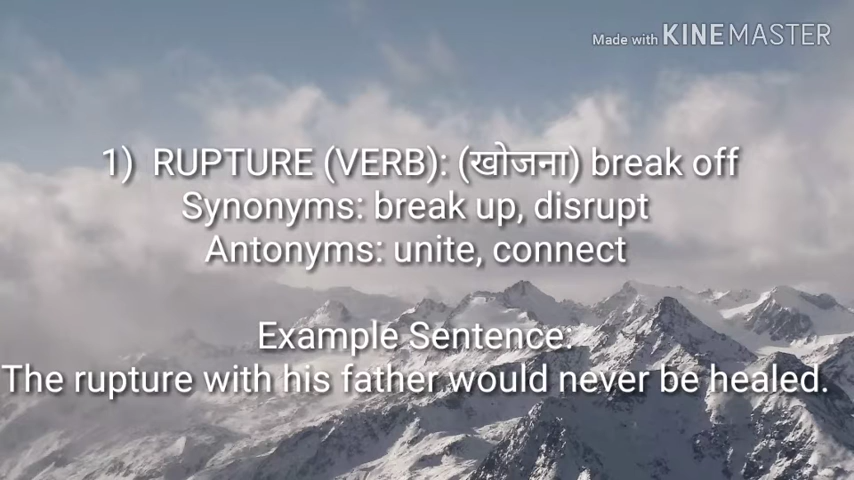 Made with KINEMASTER
1) RUPTURE (VERB): (खोजना) break off
Synonyms: break up, disrupt
Antonyms: unite, connect
Example Sentence:
The rupture with his father would never be healed.